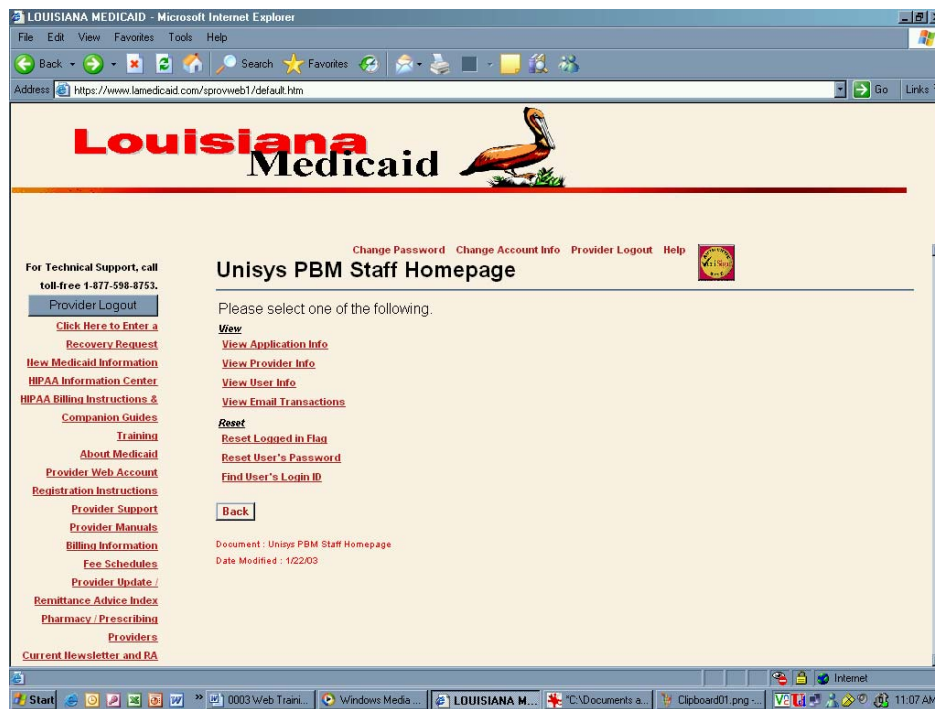 LOUISIANA MEDICAID - Microsoft Internet Explorer
File Edit View Favorites Tools Help
Back Search Favorites
Address https://www.lamedicaid.com/sprovweb1/default.htm Go Links
Louisiana
Medicaid
Change Password Change Account Info Provider Logout Help
Unisys PBM Staff Homepage
For Technical Support, call
toll-free 1-877-598-8753.
Provider Logout
Click Here to Enter a
Recovery Request
New Medicaid Information
HIPAA Information Center
HIPAA Billing Instructions &
Companion Guides
Training
About Medicaid
Provider Web Account
Registration Instructions
Provider Support
Provider Manuals
Billing Information
Fee Schedules
Provider Update /
Remittance Advice Index
Pharmacy / Prescribing
Providers
Current Newsletter and RA
Please select one of the following.
View
View Application Info
View Provider Info
View User Info
View Email Transactions
Reset
Reset Logged in Flag
Reset User's Password
Find User's Login ID
Back
Document : Unisys PBM Staff Homepage
Date Modified : 1/22/03
Internet
Start » 0003 Web Traini... Windows Media ... LOUISIANA M... "C:\Documents a... Clipboard01.png -... 11:07 AM